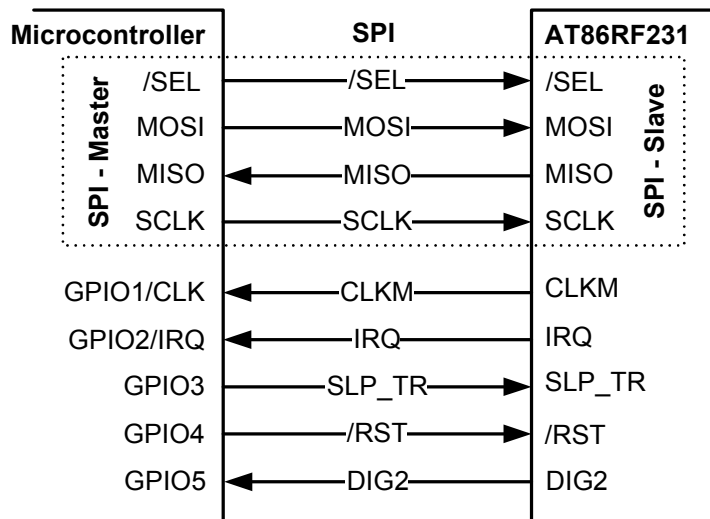 Microcontroller SPI AT86RF231
SPI - Master
SPI - Slave
/SEL /SEL /SEL
MOSI MOSI MOSI
MISO MISO MISO
SCLK SCLK SCLK
GPIO1/CLK CLKM CLKM
GPIO2/IRQ IRQ IRQ
GPIO3 SLP_TR SLP_TR
GPIO4 /RST /RST
GPIO5 DIG2 DIG2